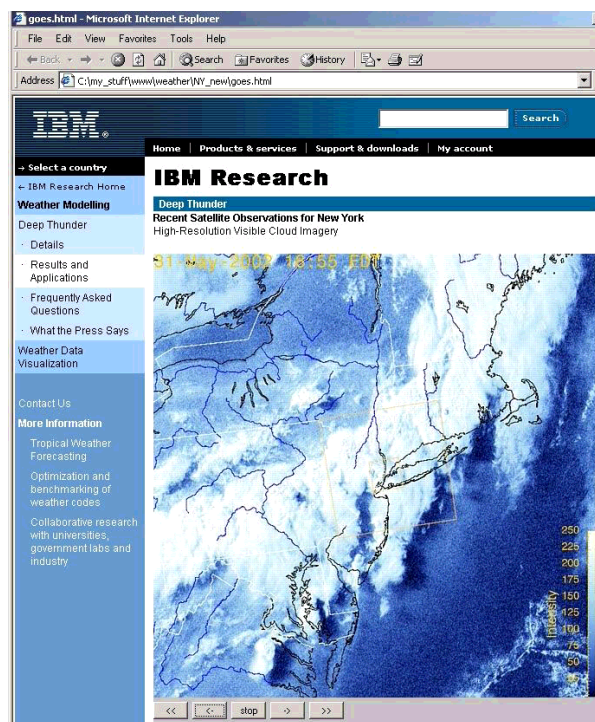 goes.html - Microsoft Internet Explorer
File Edit View Favorites Tools Help
Back Search Favorites History
Address C:\my_stuff\www\weather\NY_new\goes.html
IBM® Search
Home | Products & services | Support & downloads | My account
→ Select a country
← IBM Research Home
Weather Modelling
Deep Thunder
· Details
· Results and
Applications
· Frequently Asked
Questions
· What the Press Says
Weather Data
Visualization
Contact Us
More Information
Tropical Weather
Forecasting
Optimization and
benchmarking of
weather codes
Collaborative research
with universities,
government labs and
industry
IBM Research
Deep Thunder
Recent Satellite Observations for New York
High-Resolution Visible Cloud Imagery
31-May-2002 18:55 EDT
250
225
200
175
150
125
100
75
50
Intensity
<< <- stop -> >>